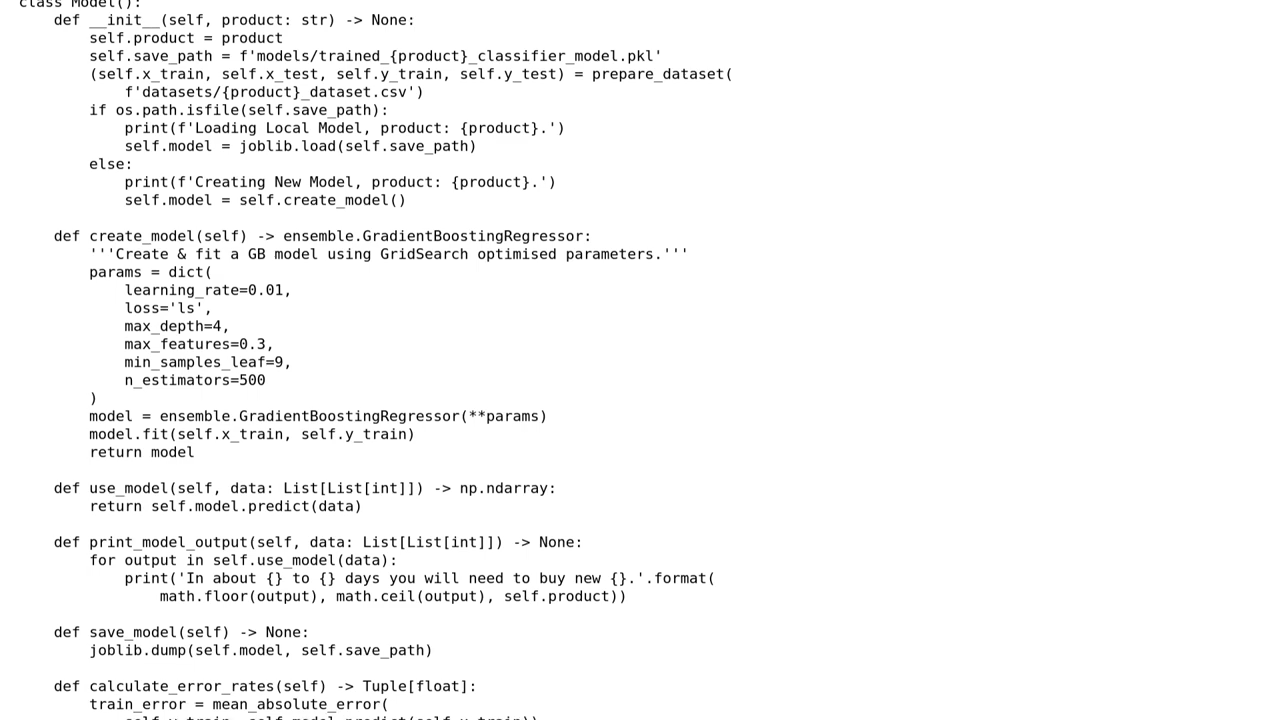 class Model():
    def __init__(self, product: str) -> None:
        self.product = product
        self.save_path = f'models/trained_{product}_classifier_model.pkl'
        (self.x_train, self.x_test, self.y_train, self.y_test) = prepare_dataset(
            f'datasets/{product}_dataset.csv')
        if os.path.isfile(self.save_path):
            print(f'Loading Local Model, product: {product}.')
            self.model = joblib.load(self.save_path)
        else:
            print(f'Creating New Model, product: {product}.')
            self.model = self.create_model()

    def create_model(self) -> ensemble.GradientBoostingRegressor:
        '''Create & fit a GB model using GridSearch optimised parameters.'''
        params = dict(
            learning_rate=0.01,
            loss='ls',
            max_depth=4,
            max_features=0.3,
            min_samples_leaf=9,
            n_estimators=500
        )
        model = ensemble.GradientBoostingRegressor(**params)
        model.fit(self.x_train, self.y_train)
        return model

    def use_model(self, data: List[List[int]]) -> np.ndarray:
        return self.model.predict(data)

    def print_model_output(self, data: List[List[int]]) -> None:
        for output in self.use_model(data):
            print('In about {} to {} days you will need to buy new {}.'.format(
                math.floor(output), math.ceil(output), self.product))

    def save_model(self) -> None:
        joblib.dump(self.model, self.save_path)

    def calculate_error_rates(self) -> Tuple[float]:
        train_error = mean_absolute_error(